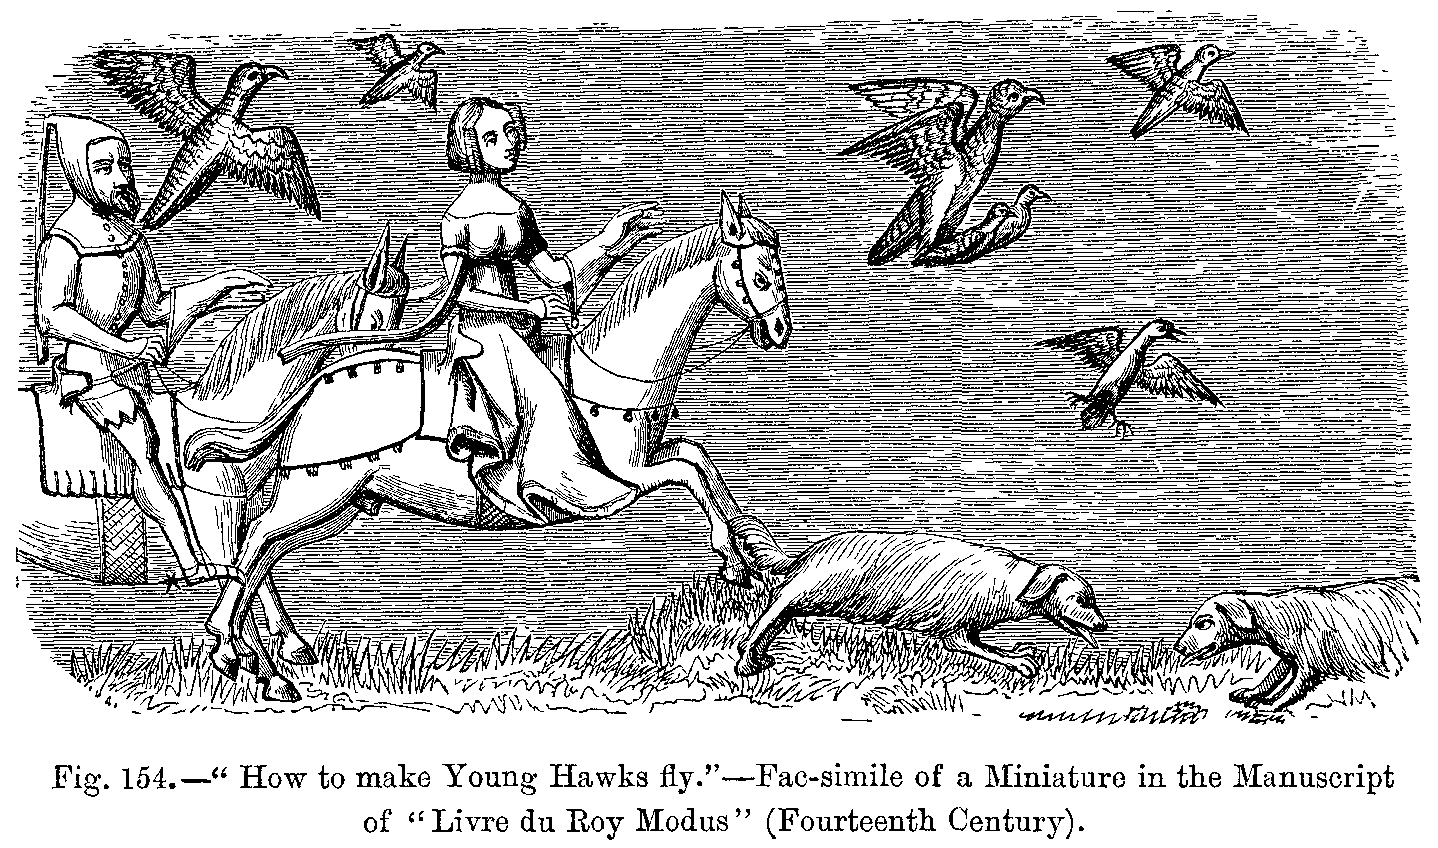 Fig. 154.—“ How to make Young Hawks fly.”—Fac-simile of a Miniature in the Manuscript
of “Livre du Roy Modus” (Fourteenth Century).